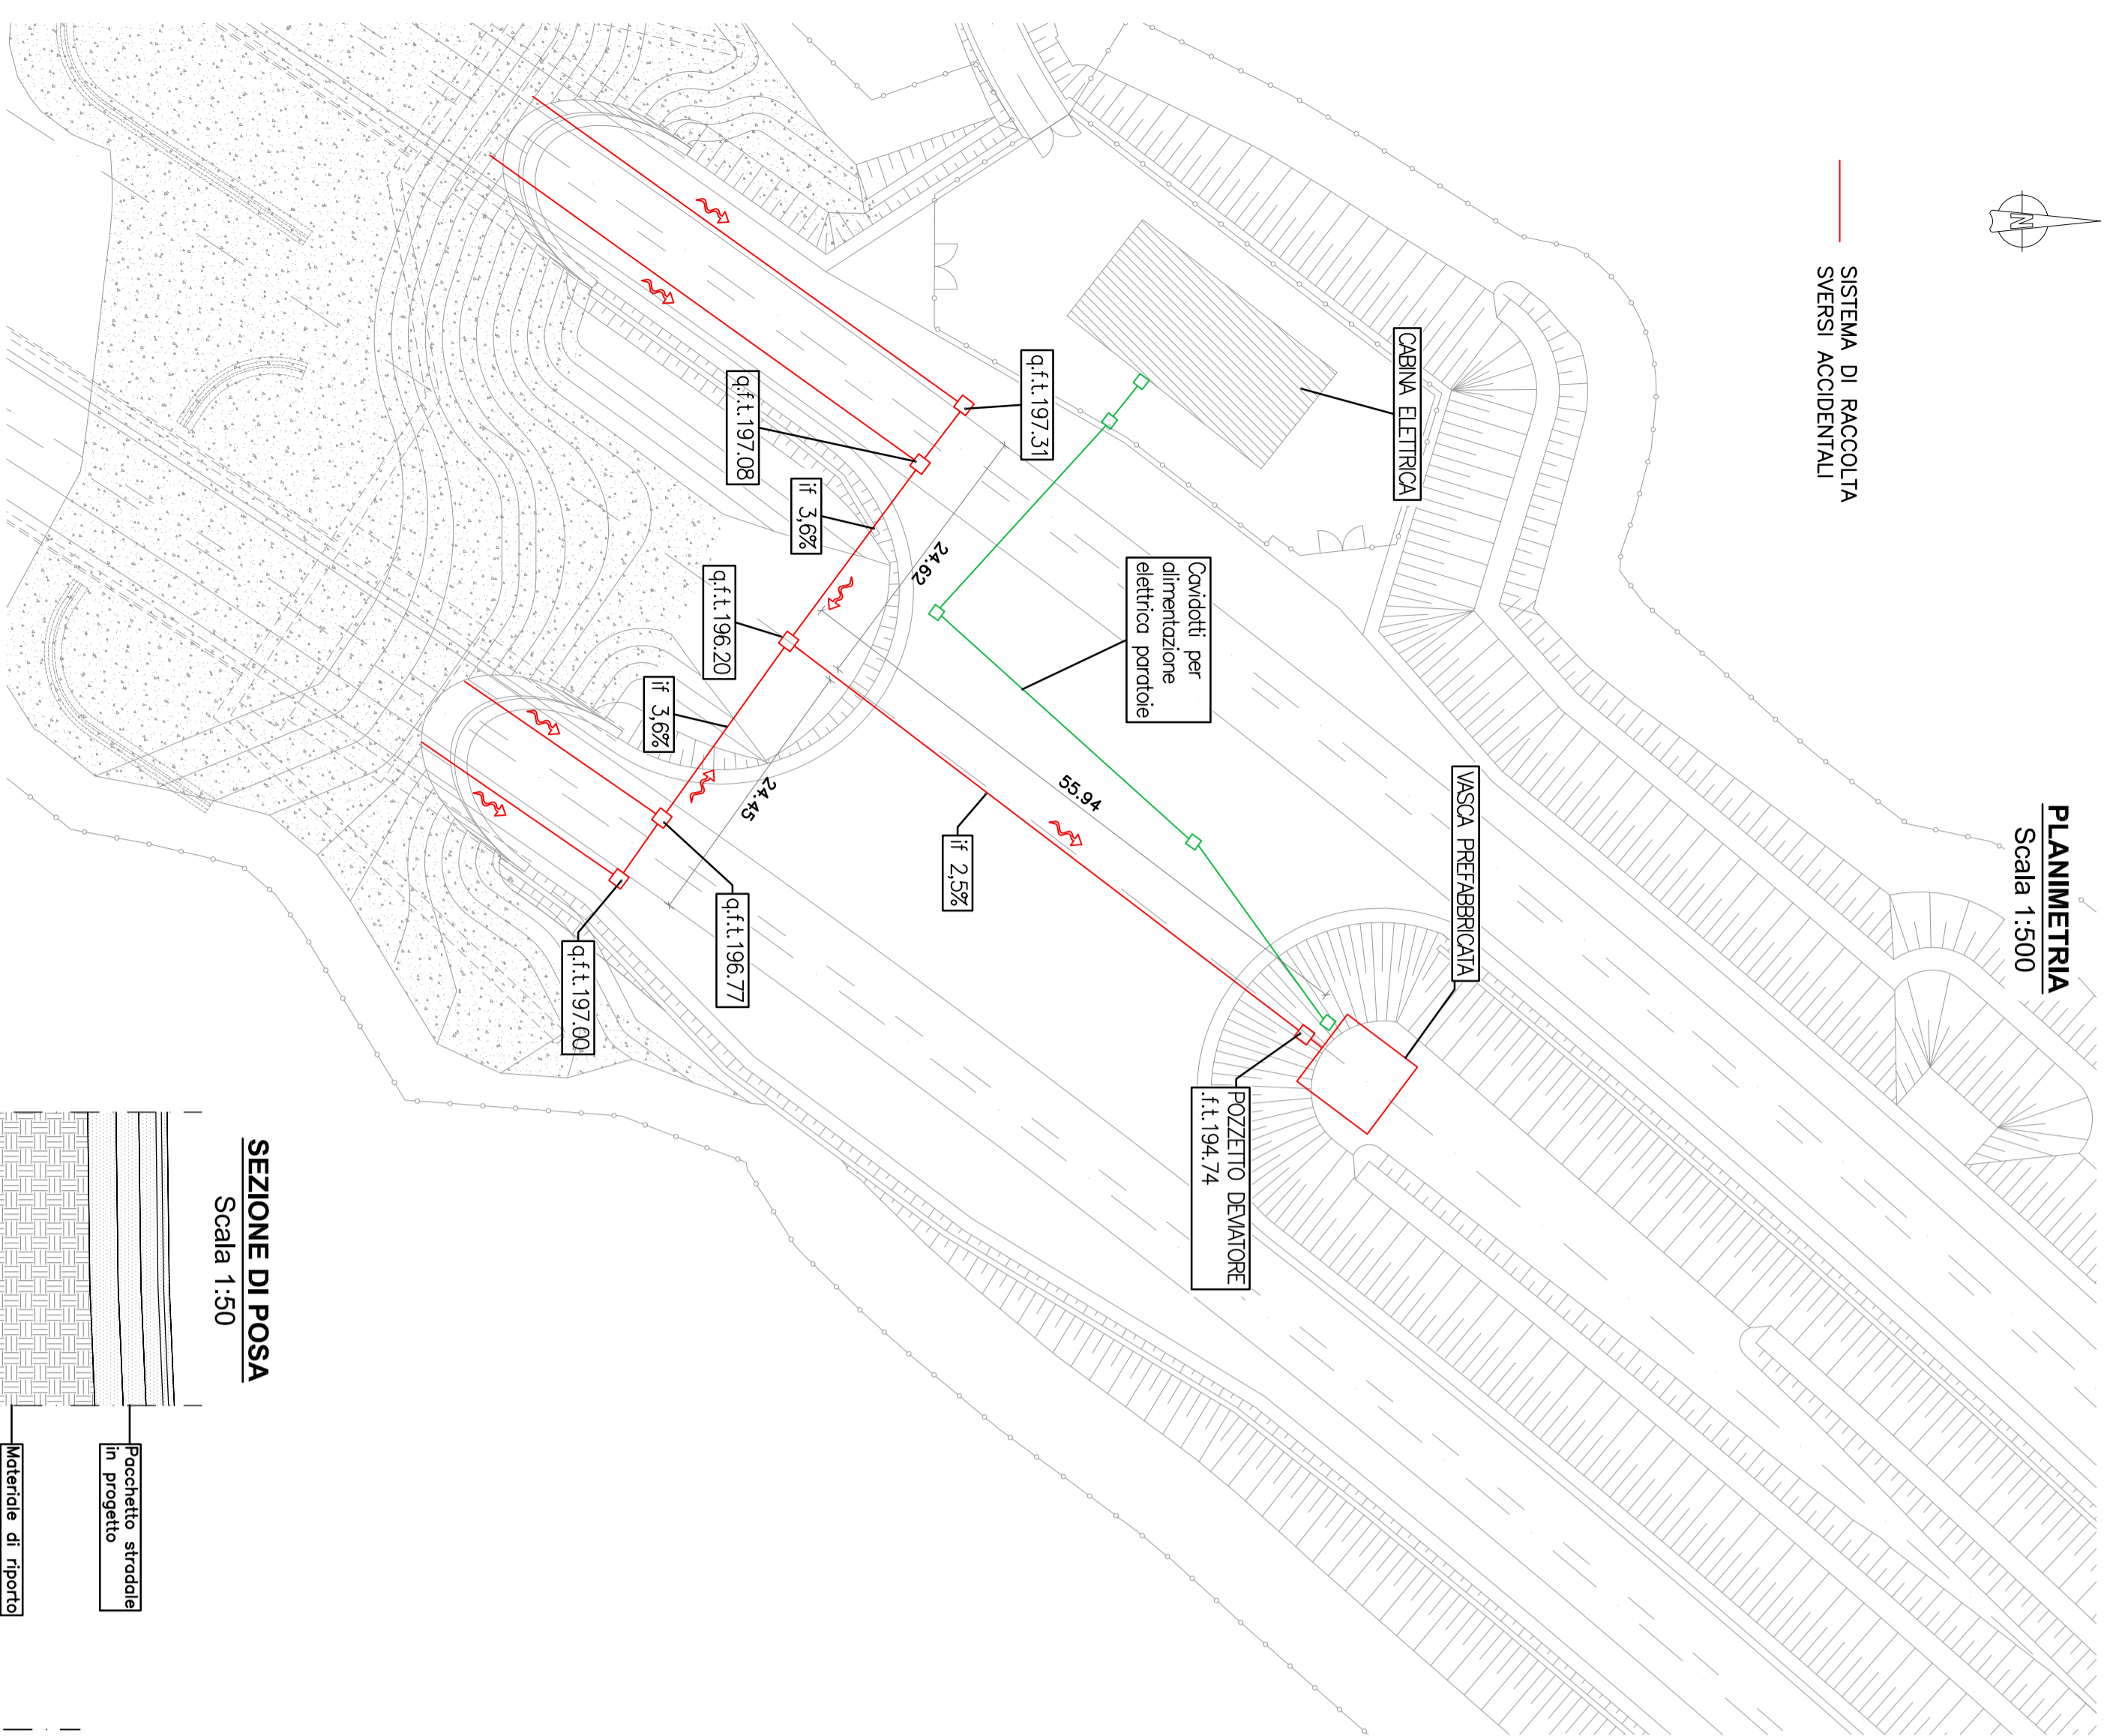 PLANIMETRIA
Scala 1:500
N
SISTEMA DI RACCOLTA
SVERSI ACCIDENTALI
CABINA ELETTRICA
VASCA PREFABBRICATA
Cavidotti per
alimentazione
elettrica paratoie
q.f.t.197.31
q.f.t.197.08
if 3,6%
24.62
q.f.t.196.20
if 3,6%
24.45
55.94
if 2,5%
q.f.t.196.77
q.f.t.197.00
POZZETTO DEVIATORE
.f.t.194.74
SEZIONE DI POSA
Scala 1:50
Pacchetto stradale
in progetto
Materiale di riporto